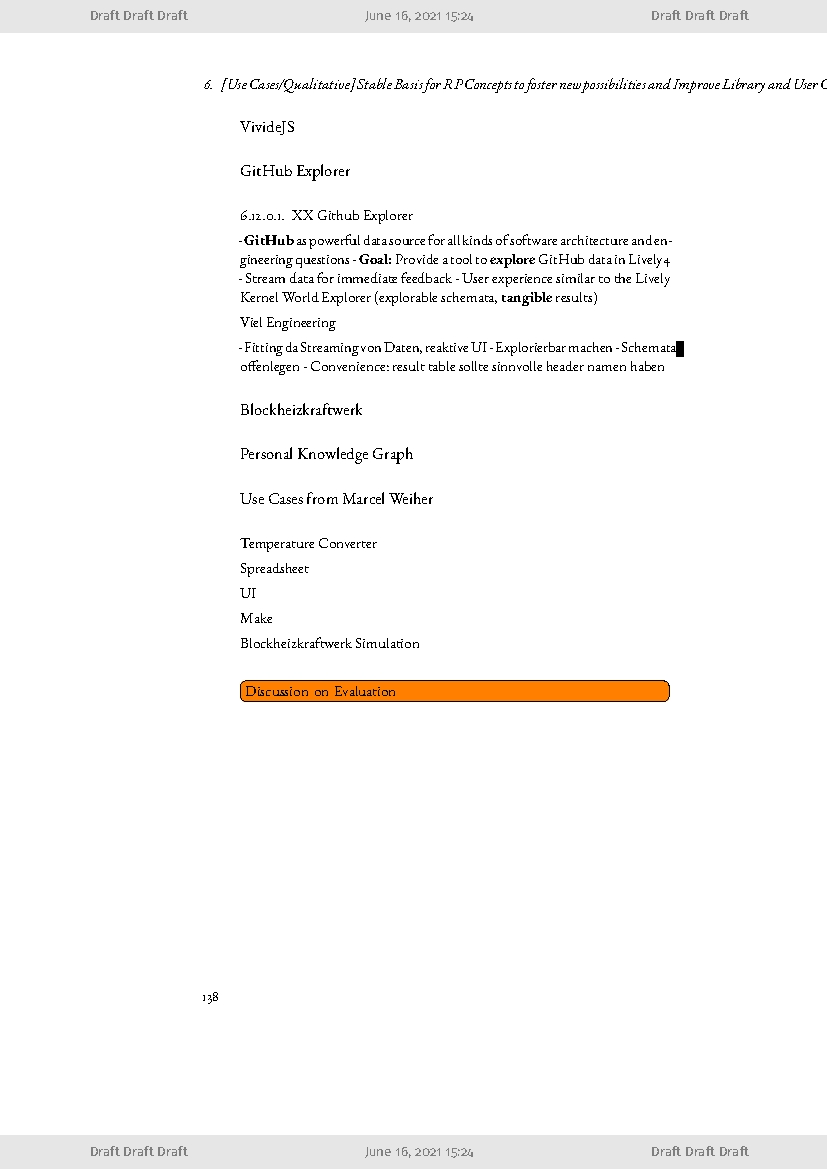 Draft Draft Draft June 16, 2021 15:24 Draft Draft Draft
6. [Use Cases/Qualitative] Stable Basis for RP Concepts to foster new possibilities and Improve Library and User
VivideJS
GitHub Explorer
6.12.0.1. XX Github Explorer
- GitHub as powerful data source for all kinds of software architecture and en-
gineering questions - Goal: Provide a tool to explore GitHub data in Lively4
- Stream data for immediate feedback - User experience similar to the Lively
Kernel World Explorer (explorable schemata, tangible results)
Viel Engineering
- Fitting da Streaming von Daten, reaktive UI - Explorierbar machen - Schemata
offenlegen - Convenience: result table sollte sinnvolle header namen haben
Blockheizkraftwerk
Personal Knowledge Graph
Use Cases from Marcel Weiher
Temperature Converter
Spreadsheet
UI
Make
Blockheizkraftwerk Simulation
Discussion on Evaluation
138
Draft Draft Draft June 16, 2021 15:24 Draft Draft Draft